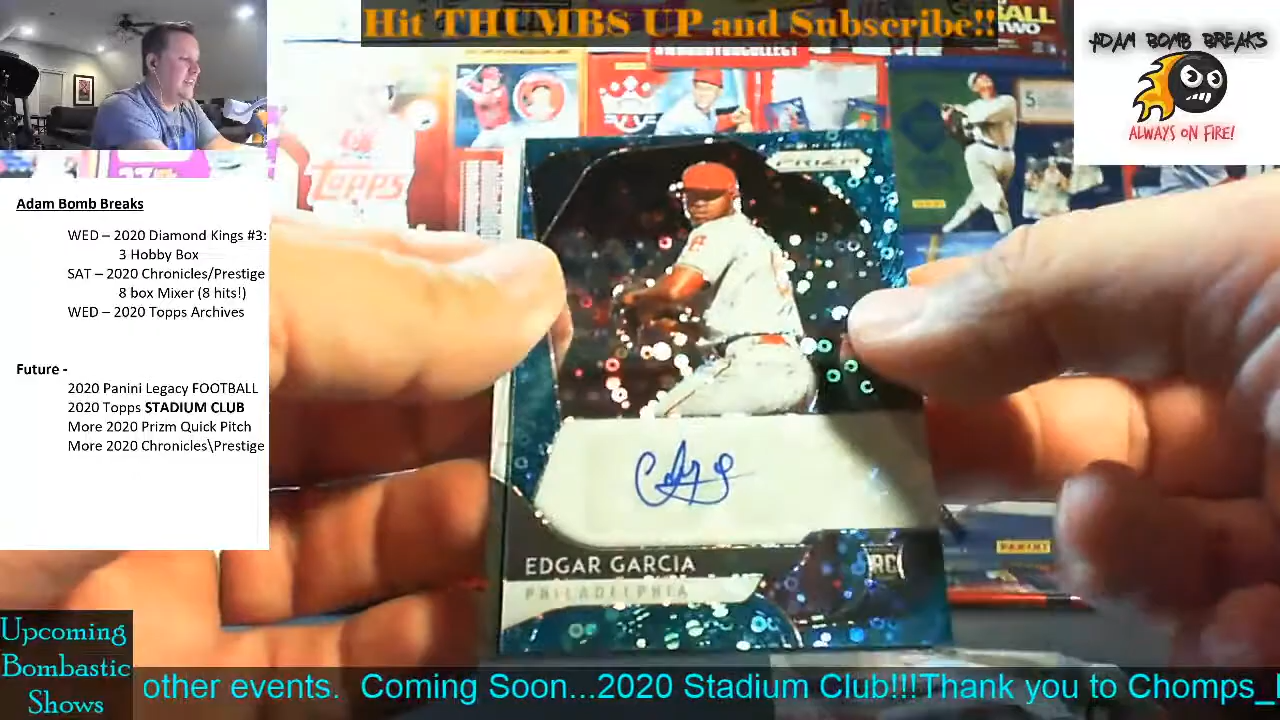 Hit THUMBS UP and Subscribe!!
ADAM BOMB BREAKS
ALWAYS ON FIRE!
Adam Bomb Breaks
WED – 2020 Diamond Kings #3:
3 Hobby Box
SAT – 2020 Chronicles/Prestige
8 box Mixer (8 hits!)
WED – 2020 Topps Archives
Future -
2020 Panini Legacy FOOTBALL
2020 Topps STADIUM CLUB
More 2020 Prizm Quick Pitch
More 2020 Chronicles\Prestige
TOPPS
PRIZM
5
EDGAR GARCIA
PHILADELPHIA
RC
PANINI
Upcoming
Bombastic
Shows
other events. Coming Soon...2020 Stadium Club!!!Thank you to Chomps_